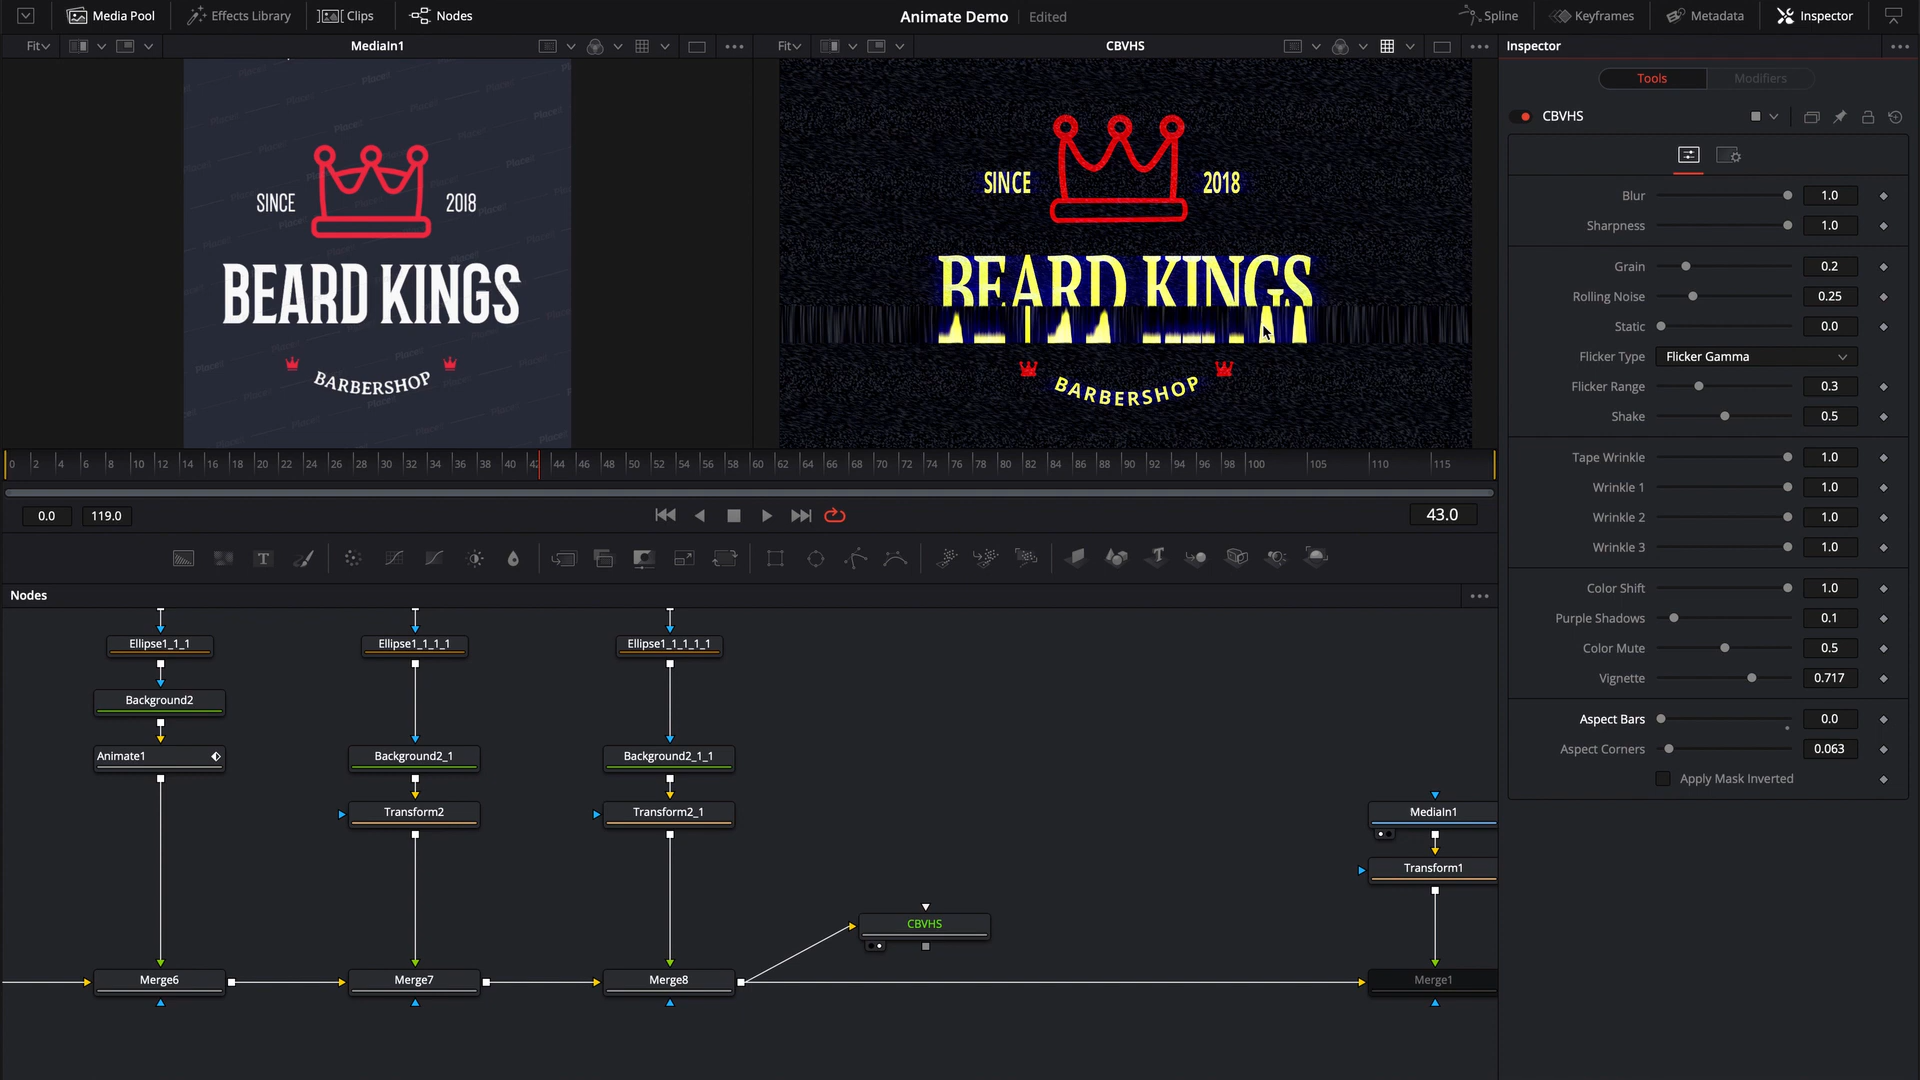 Media Pool Effects Library Clips Nodes Animate Demo Edited Spline Keyframes Metadata Inspector
Fit MediaIn1 Fit CBVHS Inspector
Tools Modifiers
CBVHS
Placeit
SINCE 2018
BEARD KINGS
BARBERSHOP
SINCE 2018
BEARD KINGS
BARBERSHOP
Blur 1.0
Sharpness 1.0
Grain 0.2
Rolling Noise 0.25
Static 0.0
Flicker Type Flicker Gamma
Flicker Range 0.3
Shake 0.5
Tape Wrinkle 1.0
Wrinkle 1 1.0
Wrinkle 2 1.0
Wrinkle 3 1.0
Color Shift 1.0
Purple Shadows 0.1
Color Mute 0.5
Vignette 0.717
Aspect Bars 0.0
Aspect Corners 0.063
Apply Mask Inverted
0 2 4 6 8 10 12 14 16 18 20 22 24 26 28 30 32 34 36 38 40 42 44 46 48 50 52 54 56 58 60 62 64 66 68 70 72 74 76 78 80 82 84 86 88 90 92 94 96 98 100 105 110 115
0.0 119.0 43.0
Nodes
Ellipse1_1_1 Ellipse1_1_1_1 Ellipse1_1_1_1_1
Background2
Animate1 Background2_1 Background2_1_1
Transform2 Transform2_1 MediaIn1
Transform1
CBVHS
Merge6 Merge7 Merge8 Merge1